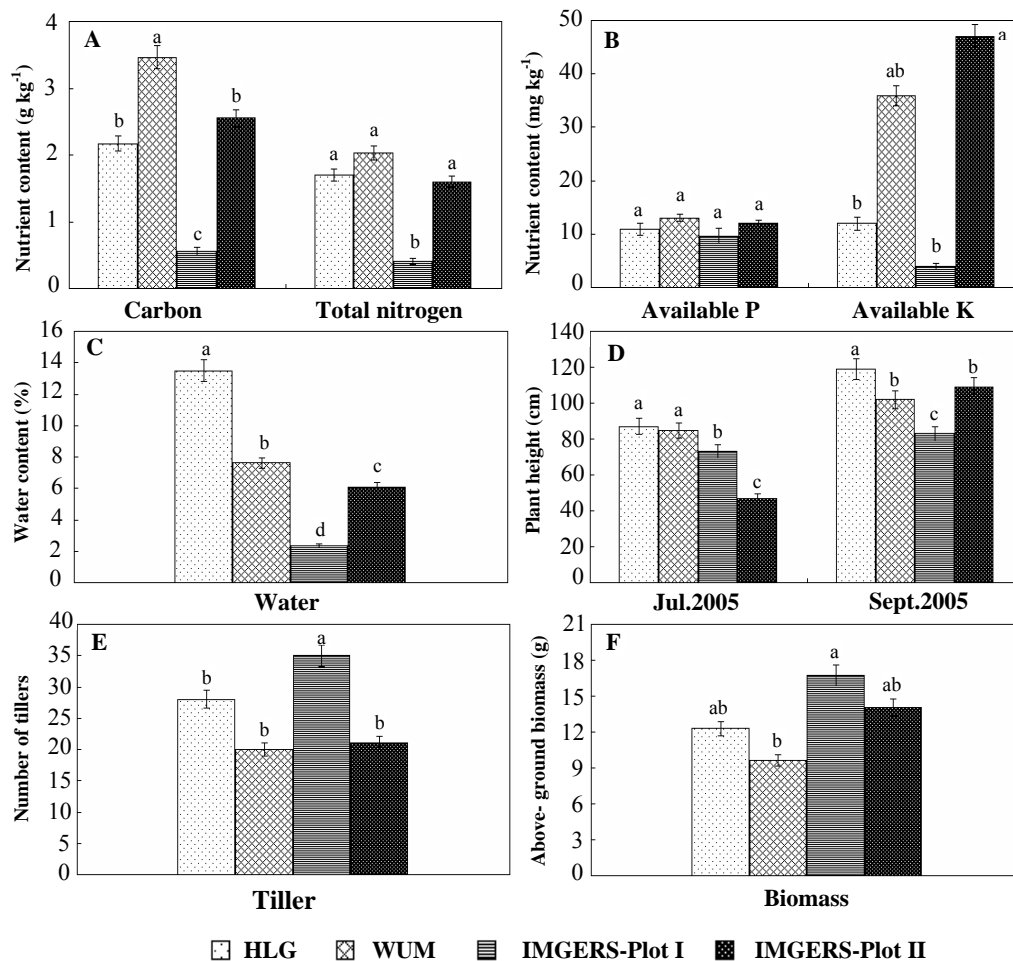 A
Nutrient content (g kg⁻¹)
4
3
2
1
0
b
a
c
b
a
a
b
a
Carbon
Total nitrogen
B
Nutrient content (mg kg⁻¹)
50
40
30
20
10
0
a
a
a
a
b
ab
b
a
Available P
Available K
C
Water content (%)
16
14
12
10
8
6
4
2
0
a
b
d
c
Water
D
Plant height (cm)
140
120
100
80
60
40
20
0
a
a
b
c
a
b
c
b
Jul.2005
Sept.2005
E
Number of tillers
40
35
30
25
20
15
10
5
0
b
b
a
b
Tiller
F
Above- ground biomass (g)
21
18
15
12
9
6
3
0
ab
b
a
ab
Biomass
HLG WUM IMGERS-Plot I IMGERS-Plot II